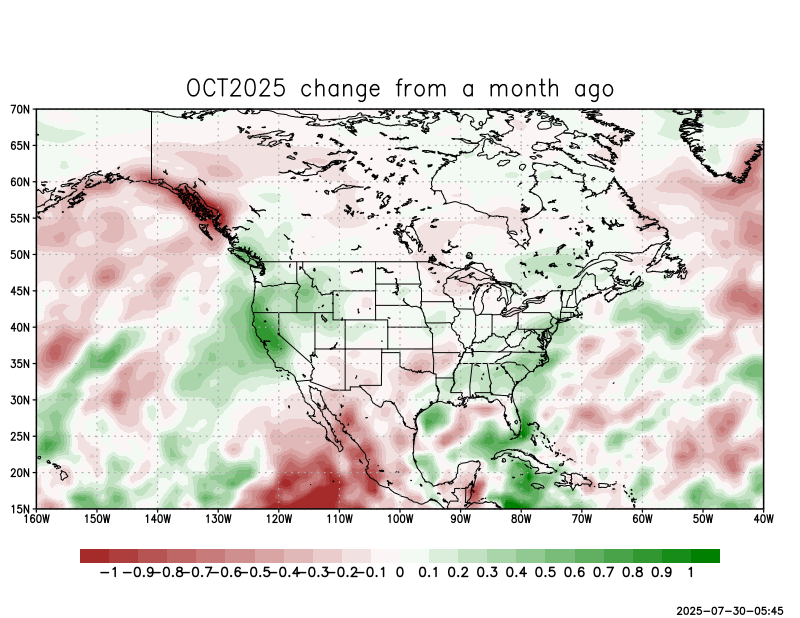 OCT2025 change from a month ago
70N
65N
60N
55N
50N
45N
40N
35N
30N
25N
20N
15N
160W 150W 140W 130W 120W 110W 100W 90W 80W 70W 60W 50W 40W
-1 -0.9 -0.8 -0.7 -0.6 -0.5 -0.4 -0.3 -0.2 -0.1 0 0.1 0.2 0.3 0.4 0.5 0.6 0.7 0.8 0.9 1
2025-07-30-05:45